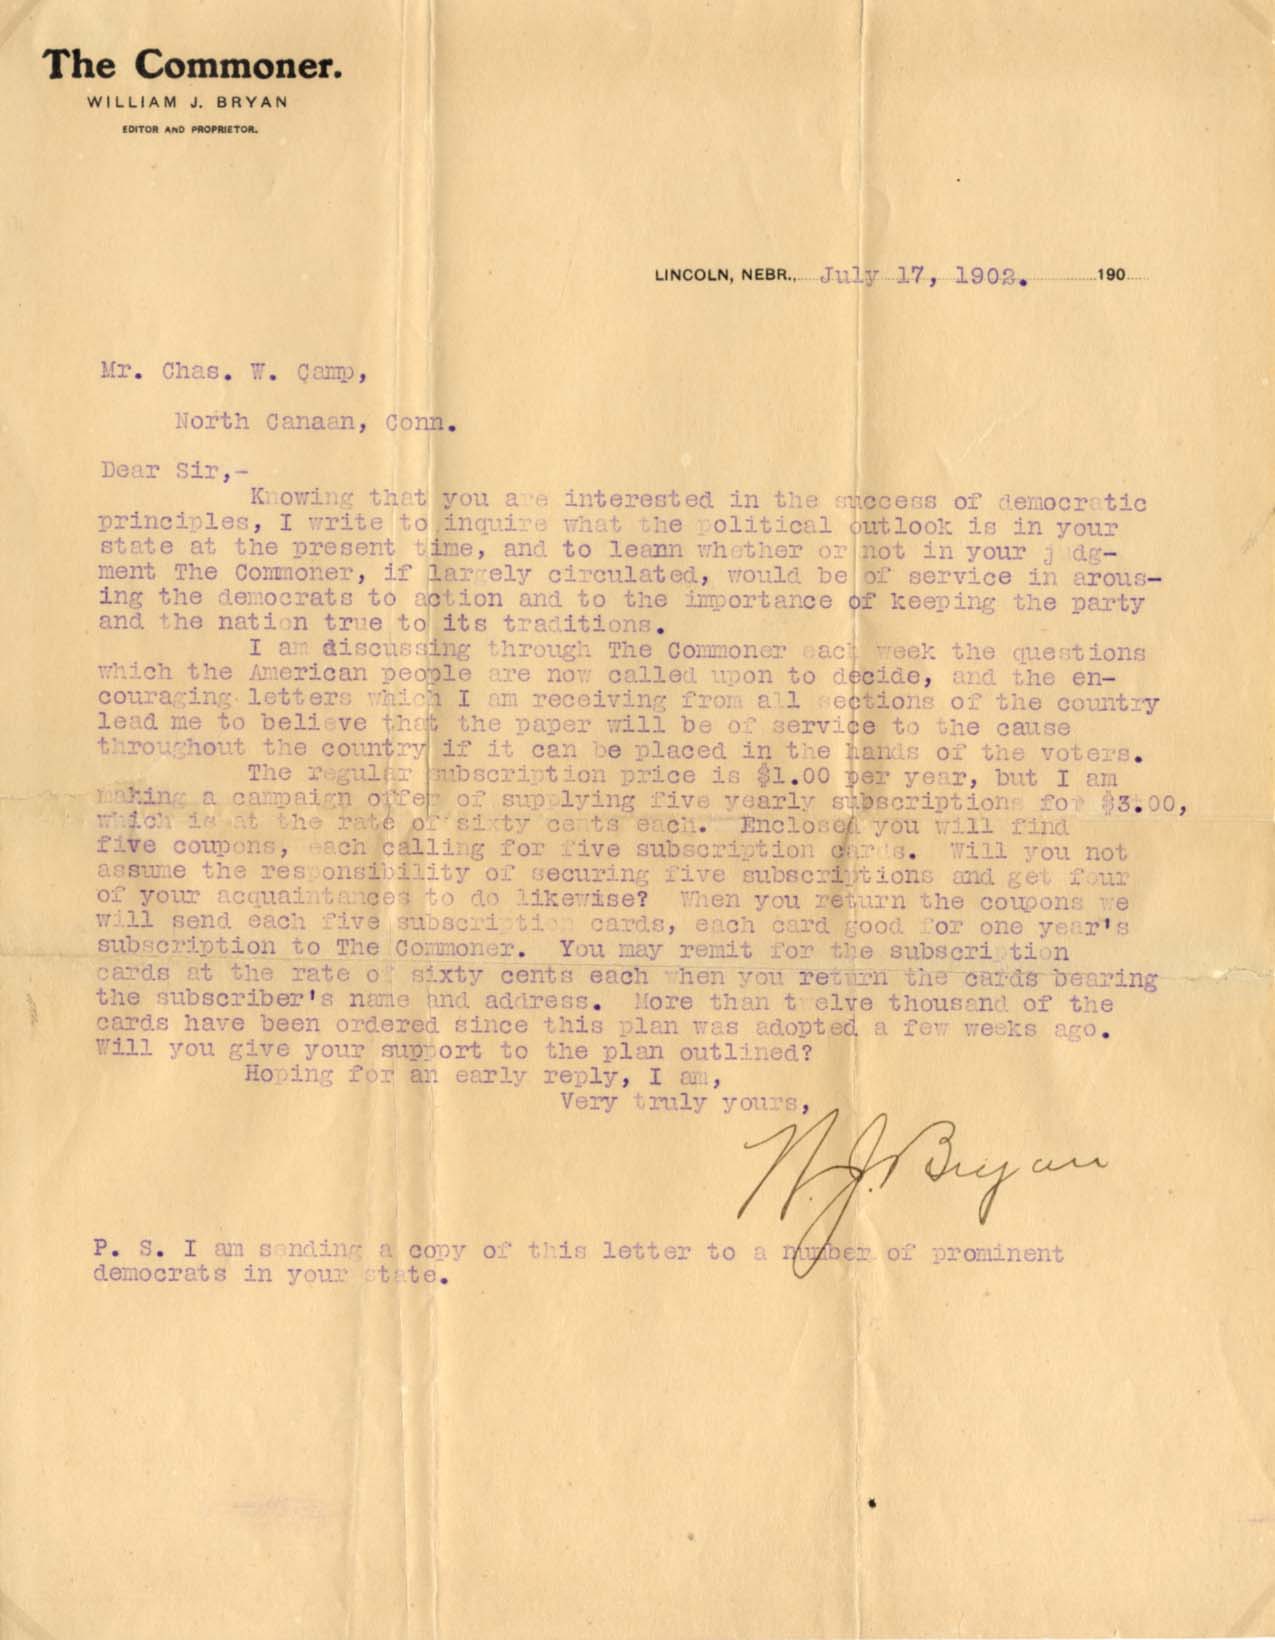 The Commoner.
WILLIAM J. BRYAN
EDITOR AND PROPRIETOR.
LINCOLN, NEBR., July 17, 1902. 190
Mr. Chas. W. Camp,
North Canaan, Conn.
Dear Sir,-
Knowing that you are interested in the success of democratic
principles, I write to inquire what the political outlook is in your
state at the present time, and to leann whether or not in your judg-
ment The Commoner, if largely circulated, would be of service in arous-
ing the democrats to action and to the importance of keeping the party
and the nation true to its traditions.
I am discussing through The Commoner each week the questions
which the American people are now called upon to decide, and the en-
couraging letters which I am receiving from all sections of the country
lead me to believe that the paper will be of service to the cause
throughout the country if it can be placed in the hands of the voters.
The regular subscription price is $1.00 per year, but I am
making a campaign offer of supplying five yearly subscriptions for $3.00,
which is at the rate of sixty cents each. Enclosed you will find
five coupons, each calling for five subscription cards. Will you not
assume the responsibility of securing five subscriptions and get four
of your acquaintances to do likewise? When you return the coupons we
will send each five subscription cards, each card good for one year's
subscription to The Commoner. You may remit for the subscription
cards at the rate of sixty cents each when you return the cards bearing
the subscriber's name and address. More than twelve thousand of the
cards have been ordered since this plan was adopted a few weeks ago.
Will you give your support to the plan outlined?
Hoping for an early reply, I am,
Very truly yours,
W. J. Bryan
P. S. I am sending a copy of this letter to a number of prominent
democrats in your state.